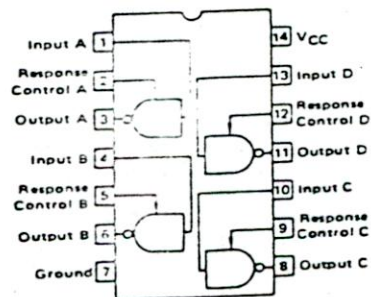 Input A 1
Response
Control A 2
Output A 3
Input B 4
Response
Control B 5
Output B 6
Ground 7
14 VCC
13 Input D
12 Response
Control D
11 Output D
10 Input C
9 Response
Control C
8 Output C